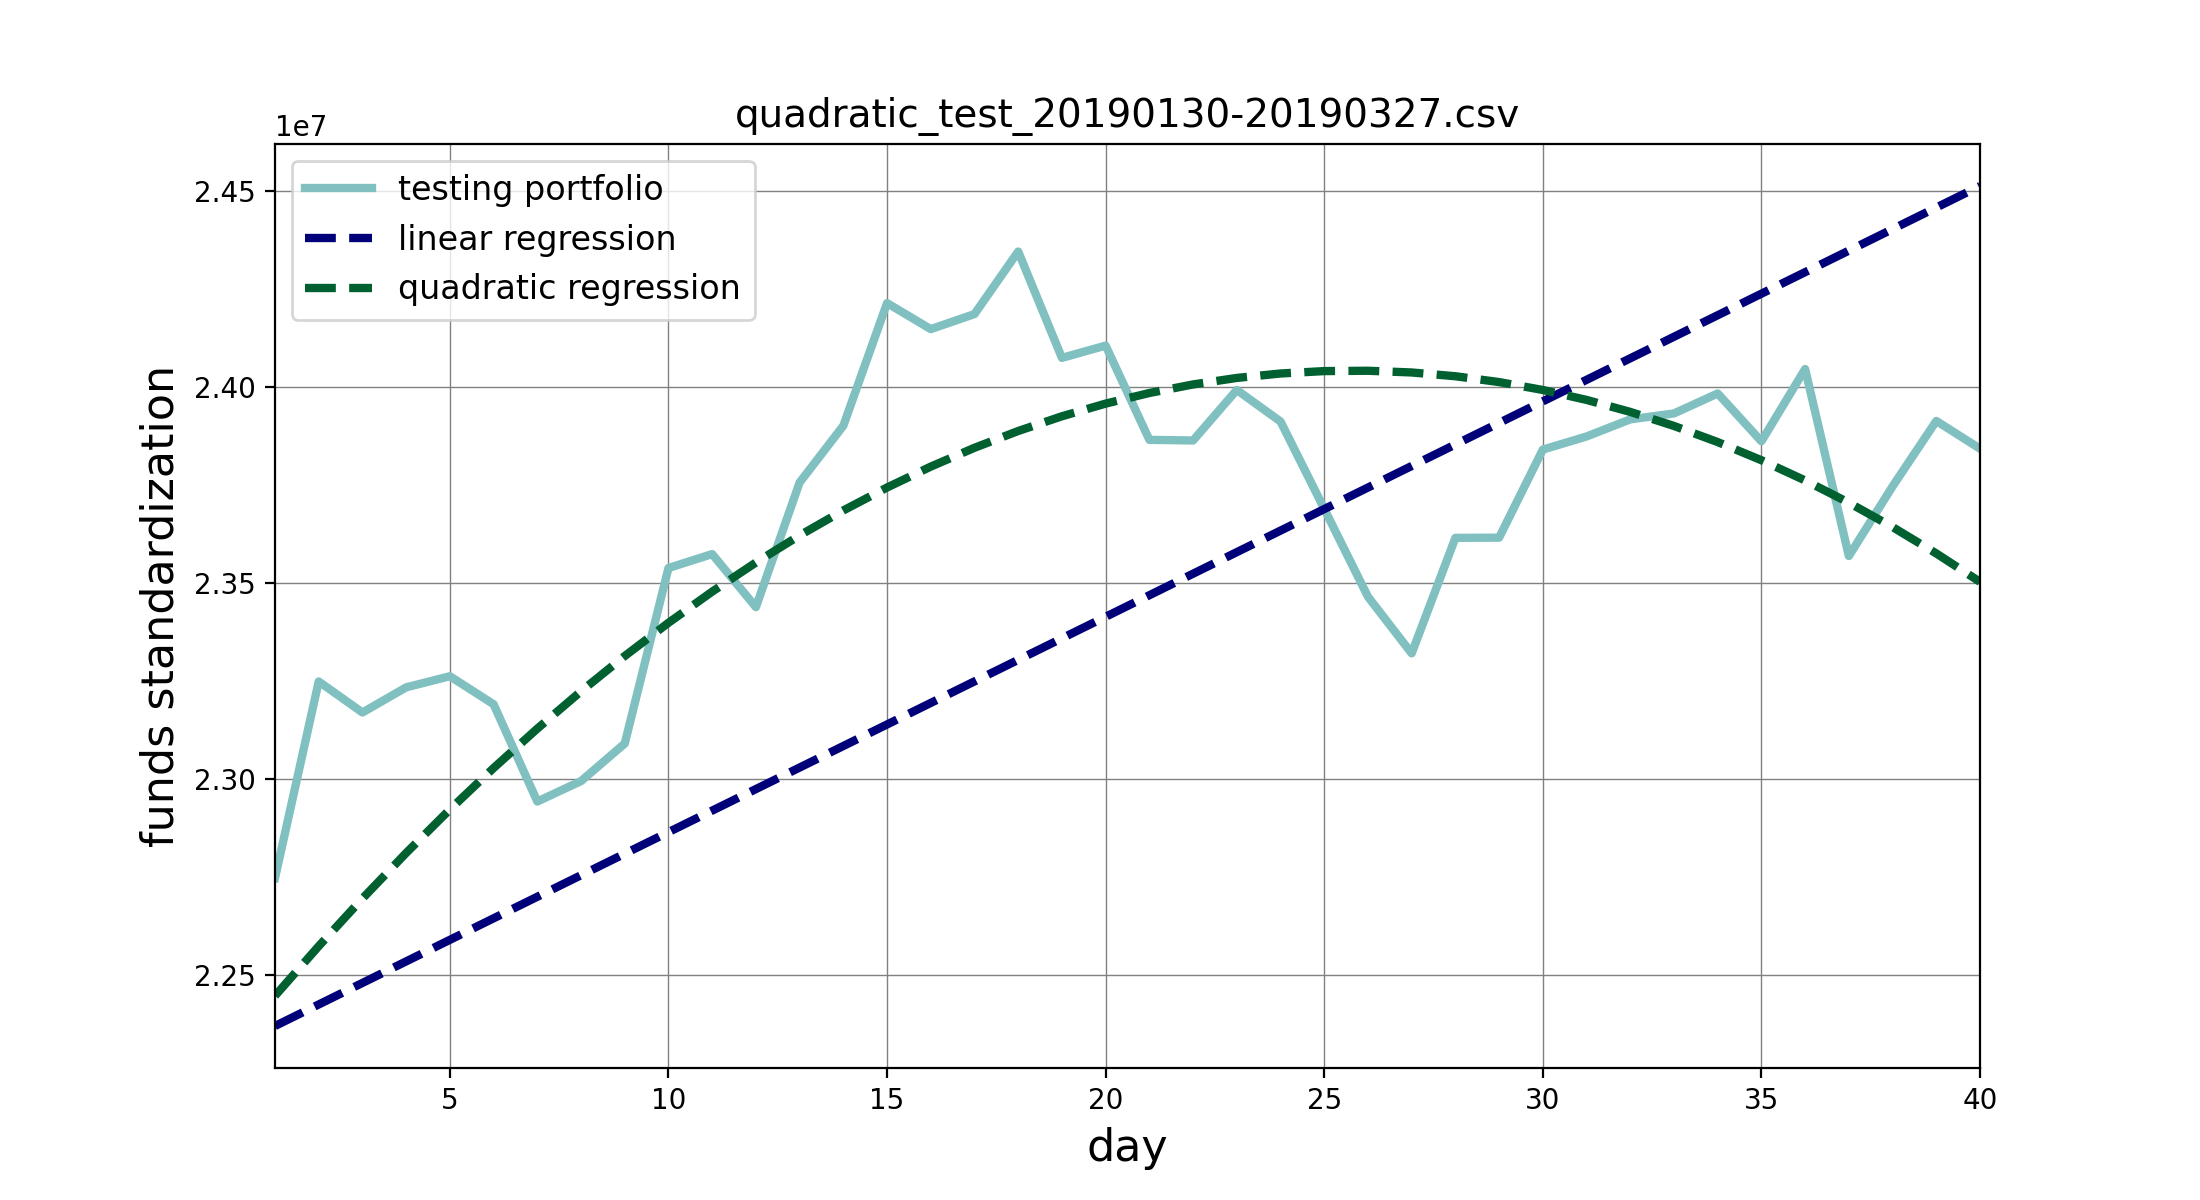 quadratic_test_20190130-20190327.csv
1e7
testing portfolio
linear regression
quadratic regression
funds standardization
2.45
2.40
2.35
2.30
2.25
5 10 15 20 25 30 35 40
day